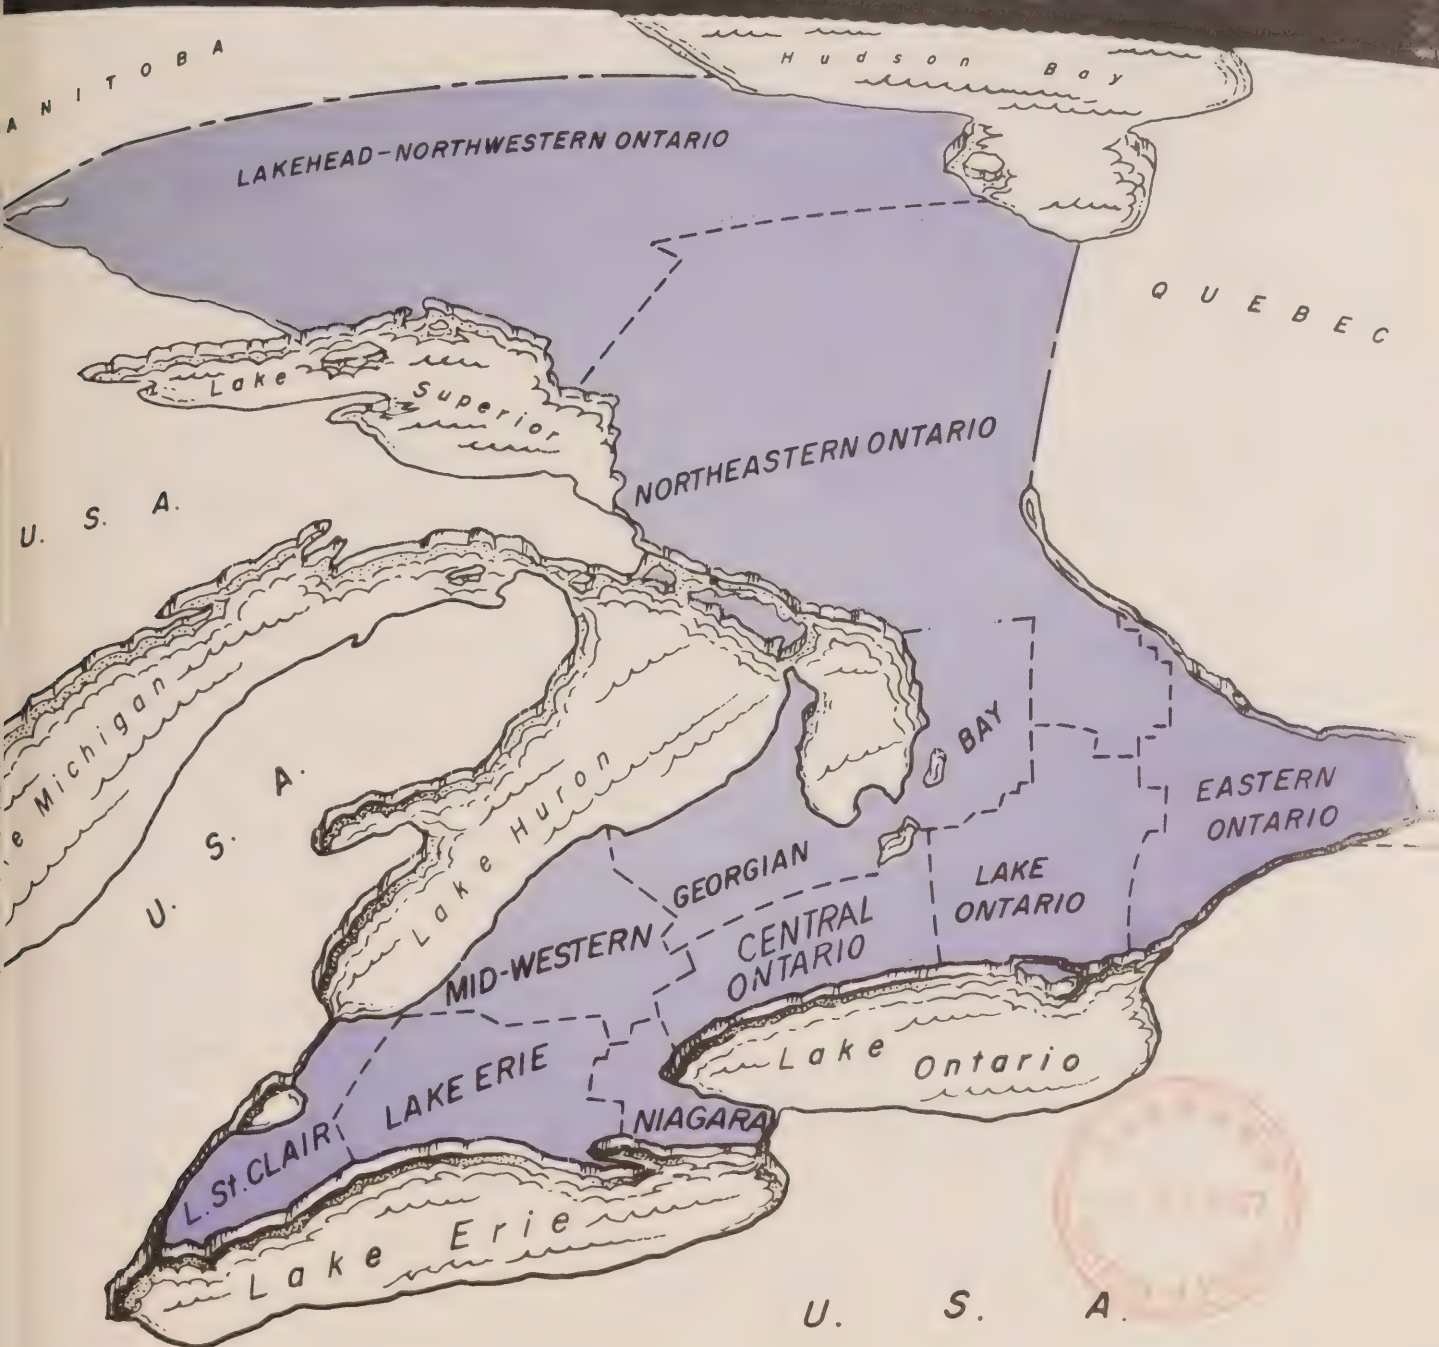 ANITOBA
Hudson Bay
LAKEHEAD-NORTHWESTERN ONTARIO
QUEBEC
Lake Superior
NORTHEASTERN ONTARIO
U. S. A.
Michigan
U. S. A.
Lake Huron
GEORGIAN BAY
EASTERN
ONTARIO
LAKE
ONTARIO
MID-WESTERN
CENTRAL
ONTARIO
LAKE ERIE
Lake Ontario
NIAGARA
L. St. CLAIR
Lake Erie
U. S. A.